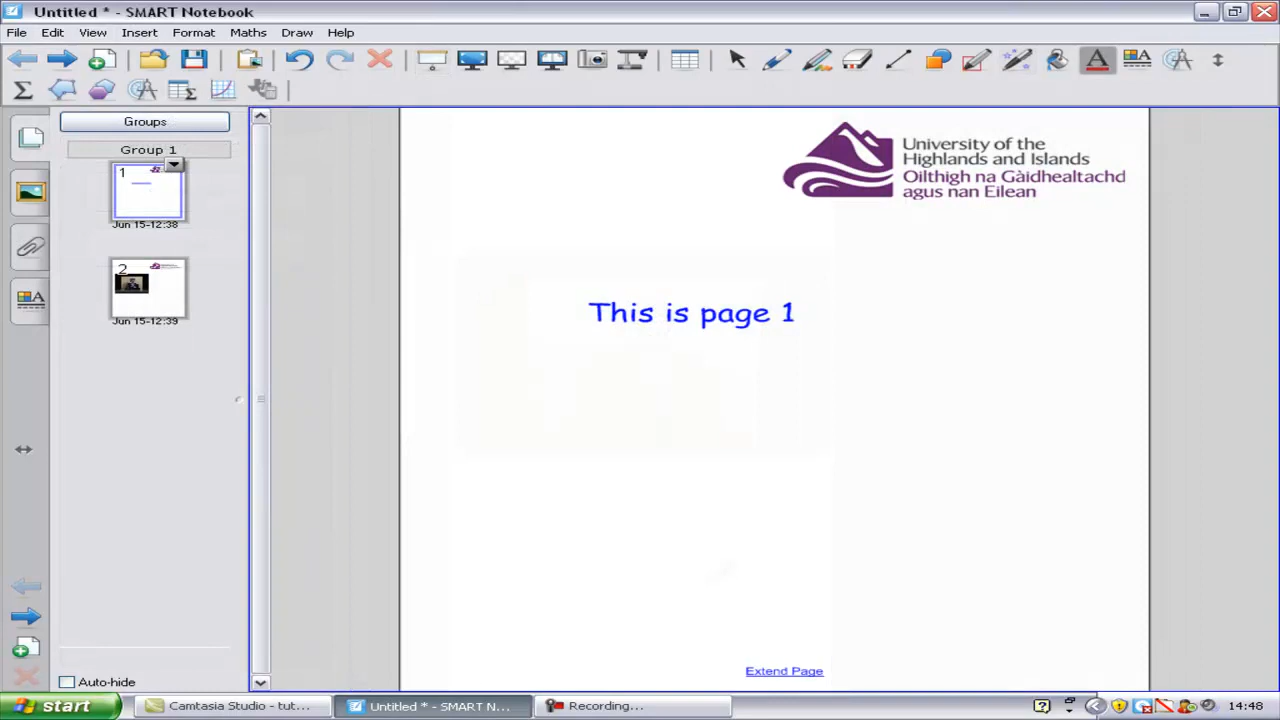 Untitled * - SMART Notebook
File Edit View Insert Format Maths Draw Help
Groups
Group 1
1
Jun 15-12:38
2
Jun 15-12:39
Auto-hide
University of the
Highlands and Islands
Oilthigh na Gàidhealtachd
agus nan Eilean
This is page 1
Extend Page
start
Camtasia Studio - tut...
Untitled * - SMART N...
Recording...
14:48